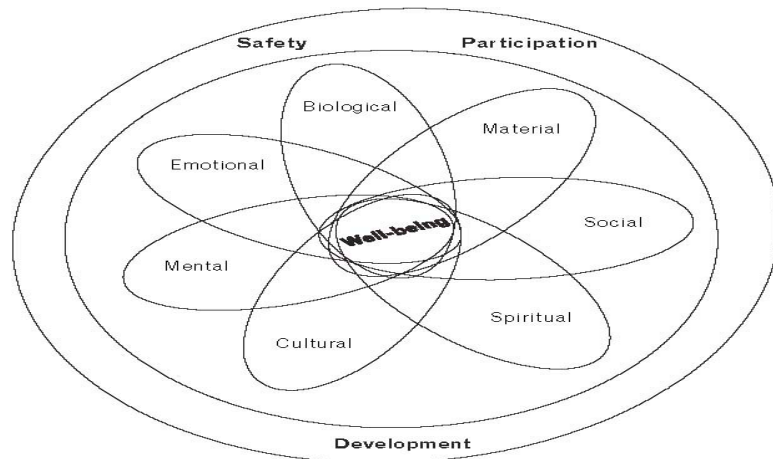 Safety
Participation
Biological
Material
Emotional
Well-being
Social
Mental
Spiritual
Cultural
Development